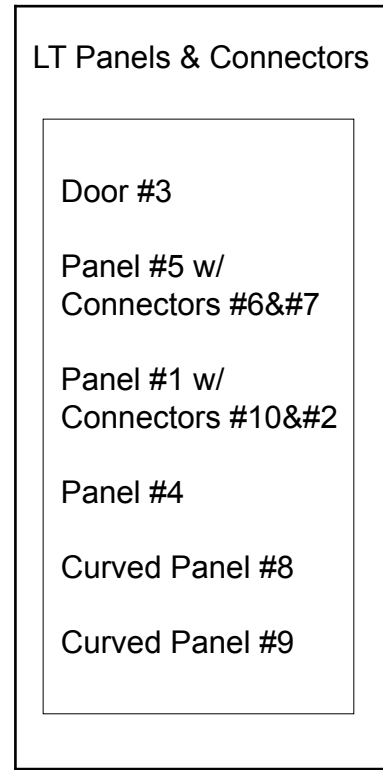 LT Panels & Connectors
Door #3
Panel #5 w/
Connectors #6&#7
Panel #1 w/
Connectors #10&#2
Panel #4
Curved Panel #8
Curved Panel #9